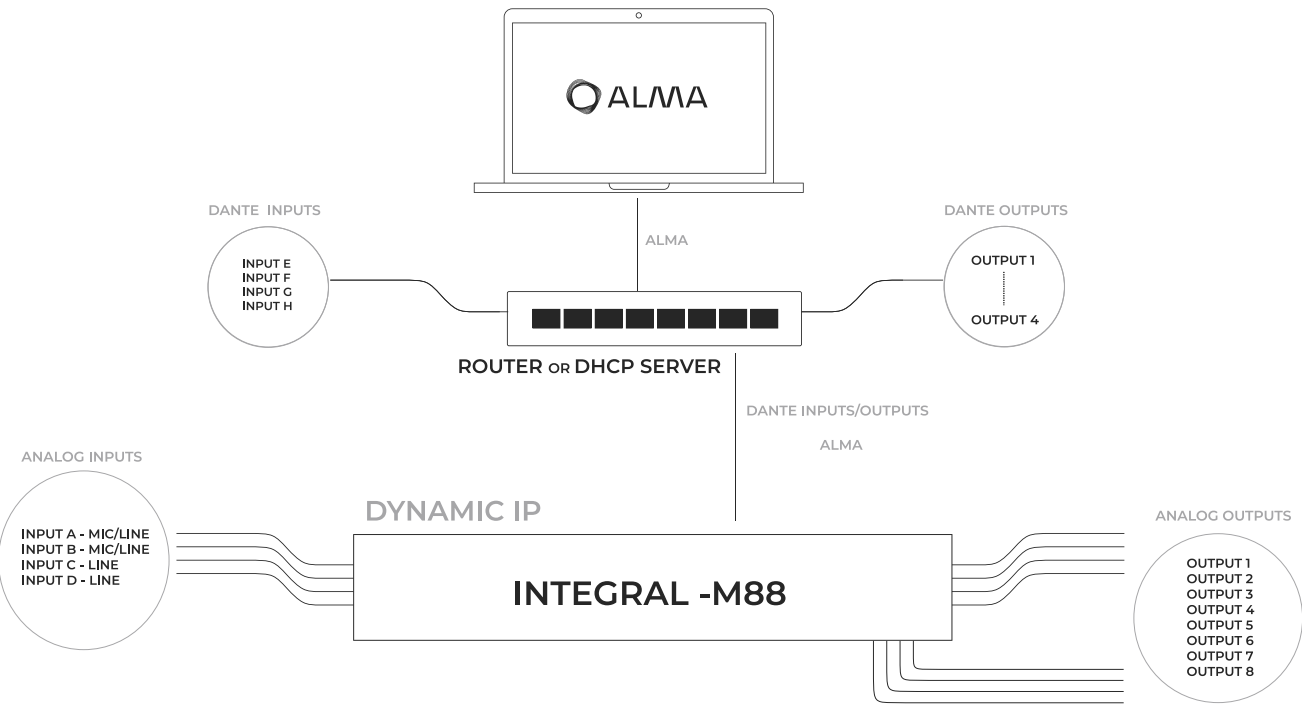 ALMA
DANTE INPUTS
DANTE OUTPUTS
ALMA
INPUT E
INPUT F
INPUT G
INPUT H
OUTPUT 1
OUTPUT 4
ROUTER OR DHCP SERVER
DANTE INPUTS/OUTPUTS
ALMA
ANALOG INPUTS
INPUT A - MIC/LINE
INPUT B - MIC/LINE
INPUT C - LINE
INPUT D - LINE
DYNAMIC IP
INTEGRAL -M88
ANALOG OUTPUTS
OUTPUT 1
OUTPUT 2
OUTPUT 3
OUTPUT 4
OUTPUT 5
OUTPUT 6
OUTPUT 7
OUTPUT 8